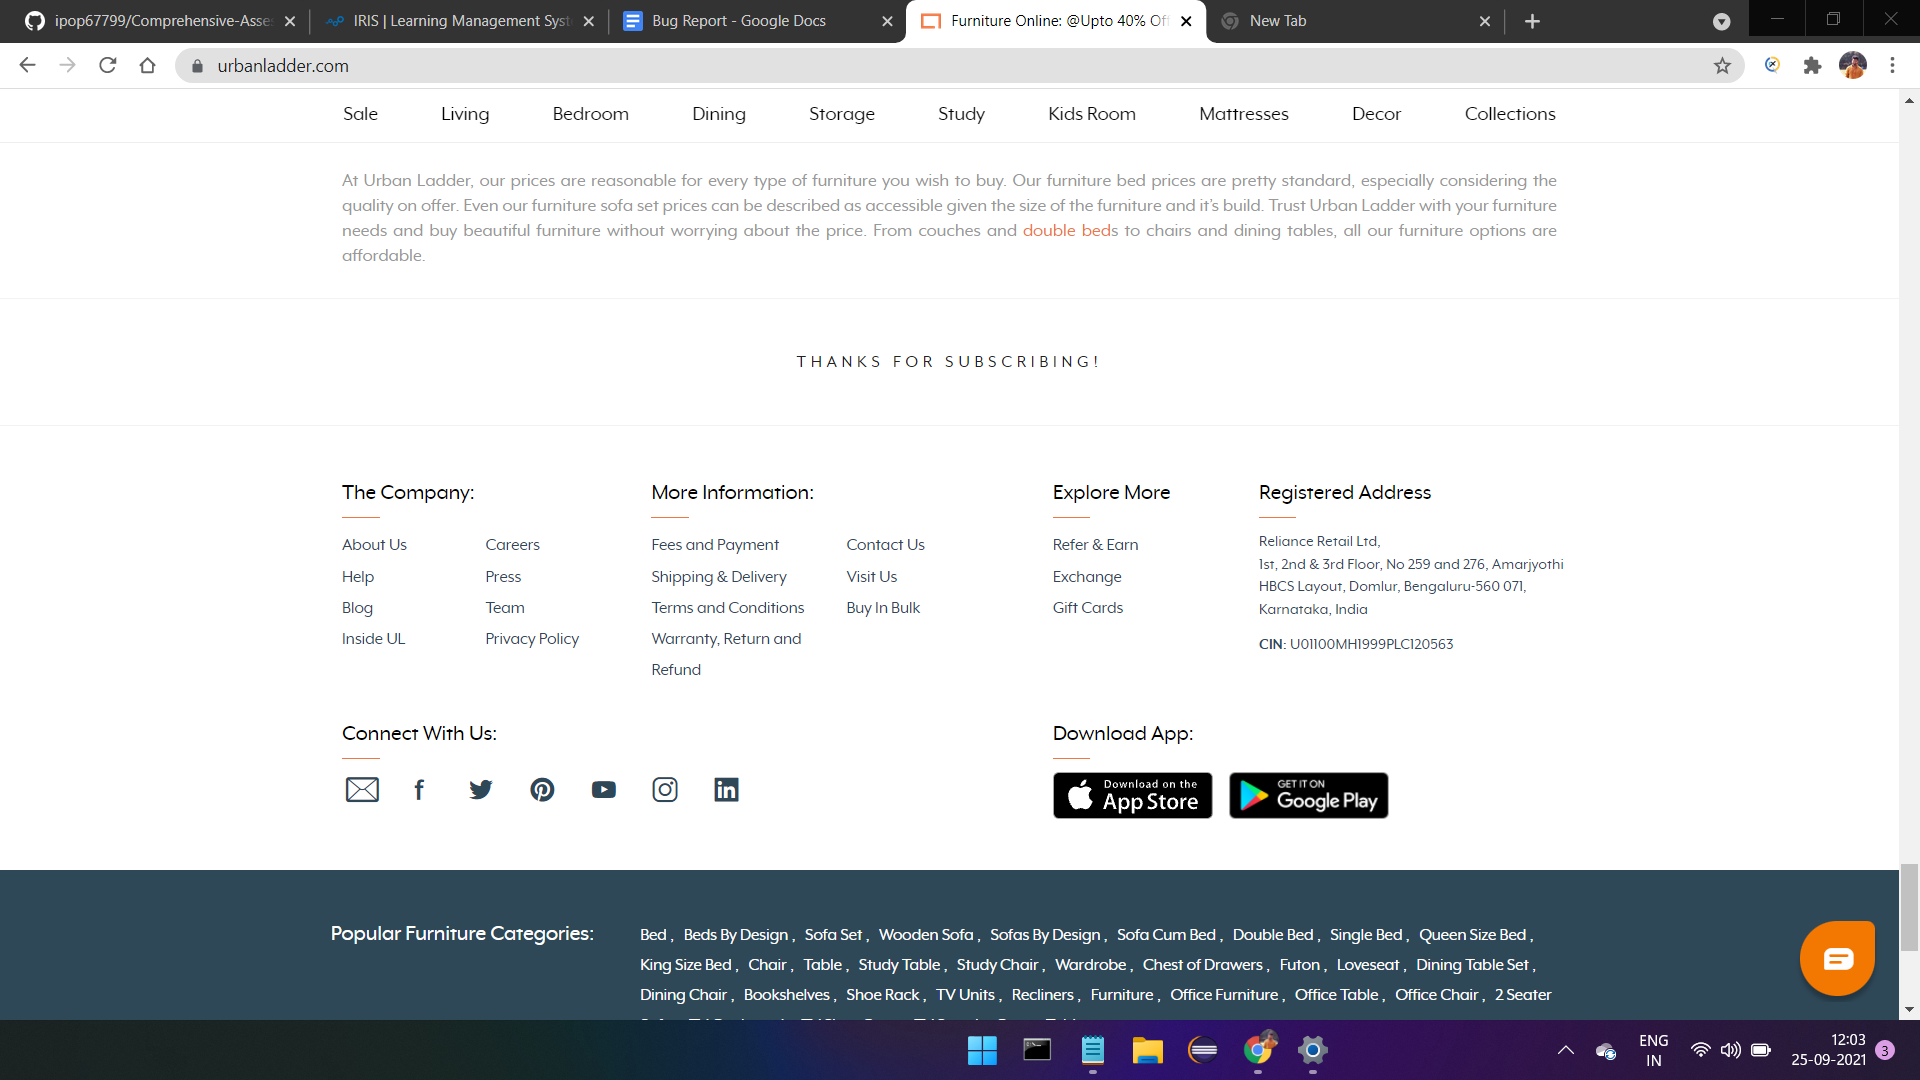 ipop67799/Comprehensive-Asse
IRIS | Learning Management Syst
Bug Report - Google Docs
Furniture Online: @Upto 40% Off
New Tab
urbanladder.com
Sale Living Bedroom Dining Storage Study Kids Room Mattresses Decor Collections
At Urban Ladder, our prices are reasonable for every type of furniture you wish to buy. Our furniture bed prices are pretty standard, especially considering the
quality on offer. Even our furniture sofa set prices can be described as accessible given the size of the furniture and it's build. Trust Urban Ladder with your furniture
needs and buy beautiful furniture without worrying about the price. From couches and double beds to chairs and dining tables, all our furniture options are
affordable.
THANKS FOR SUBSCRIBING!
The Company:
About Us
Help
Blog
Inside UL
Careers
Press
Team
Privacy Policy
More Information:
Fees and Payment
Shipping & Delivery
Terms and Conditions
Warranty, Return and
Refund
Contact Us
Visit Us
Buy In Bulk
Explore More
Refer & Earn
Exchange
Gift Cards
Registered Address
Reliance Retail Ltd,
1st, 2nd & 3rd Floor, No 259 and 276, Amarjyothi
HBCS Layout, Domlur, Bengaluru-560 071,
Karnataka, India
CIN: U01100MH1999PLC120563
Connect With Us:
Download App:
Download on the
App Store
GET IT ON
Google Play
Popular Furniture Categories:
Bed , Beds By Design , Sofa Set , Wooden Sofa , Sofas By Design , Sofa Cum Bed , Double Bed , Single Bed , Queen Size Bed ,
King Size Bed , Chair , Table , Study Table , Study Chair , Wardrobe , Chest of Drawers , Futon , Loveseat , Dining Table Set ,
Dining Chair , Bookshelves , Shoe Rack , TV Units , Recliners , Furniture , Office Furniture , Office Table , Office Chair , 2 Seater
ENG
IN
12:03
25-09-2021
3